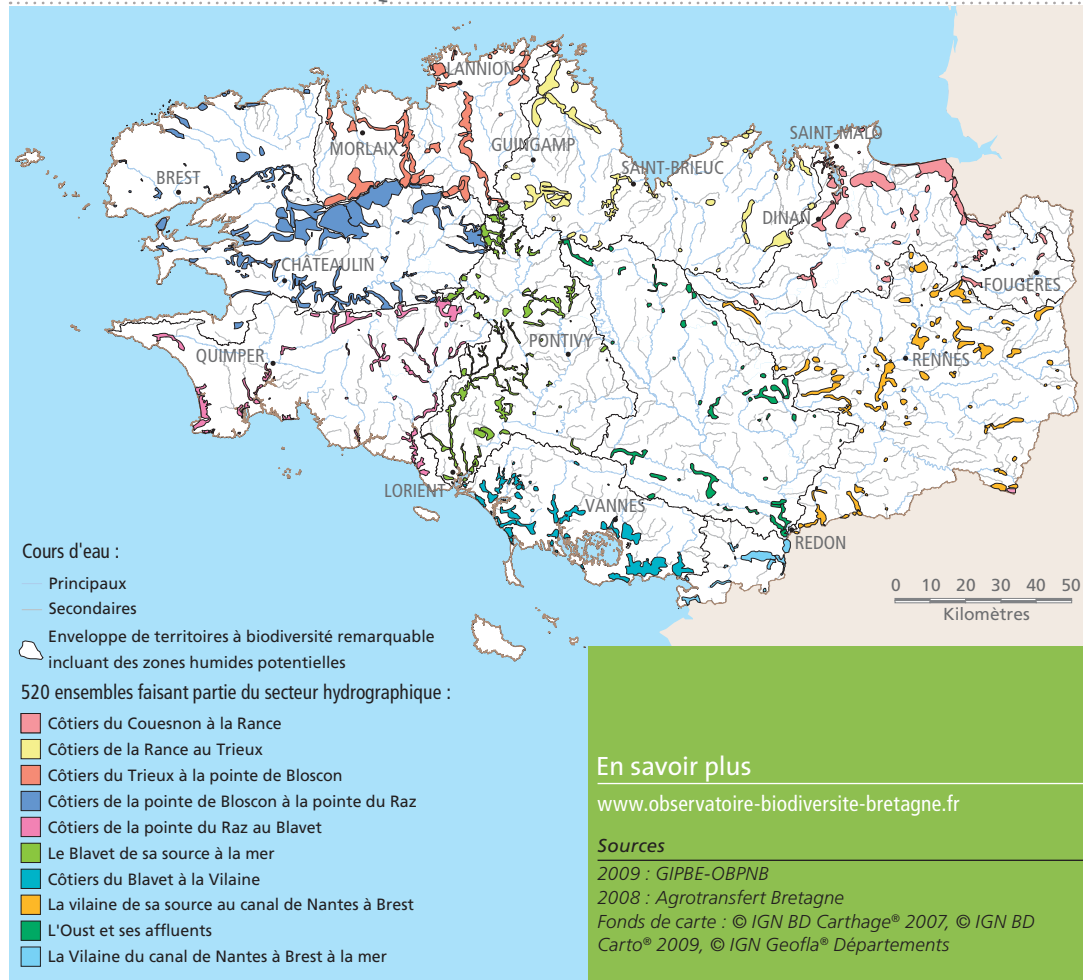 LANNION
MORLAIX
GUINGAMP
SAINT-MALO
BREST
SAINT-BRIEUC
DINAN
CHÂTEAULIN
FOUGÈRES
QUIMPER
PONTIVY
RENNES
LORIENT
VANNES
REDON
0 10 20 30 40 50
Kilomètres
Cours d'eau :
Principaux
Secondaires
Enveloppe de territoires à biodiversité remarquable
incluant des zones humides potentielles
520 ensembles faisant partie du secteur hydrographique :
Côtiers du Couesnon à la Rance
Côtiers de la Rance au Trieux
Côtiers du Trieux à la pointe de Bloscon
Côtiers de la pointe de Bloscon à la pointe du Raz
Côtiers de la pointe du Raz au Blavet
Le Blavet de sa source à la mer
Côtiers du Blavet à la Vilaine
La vilaine de sa source au canal de Nantes à Brest
L'Oust et ses affluents
La Vilaine du canal de Nantes à Brest à la mer
En savoir plus
www.observatoire-biodiversite-bretagne.fr
Sources
2009 : GIPBE-OBPNB
2008 : Agrotransfert Bretagne
Fonds de carte : © IGN BD Carthage® 2007, © IGN BD
Carto® 2009, © IGN Geofla® Départements